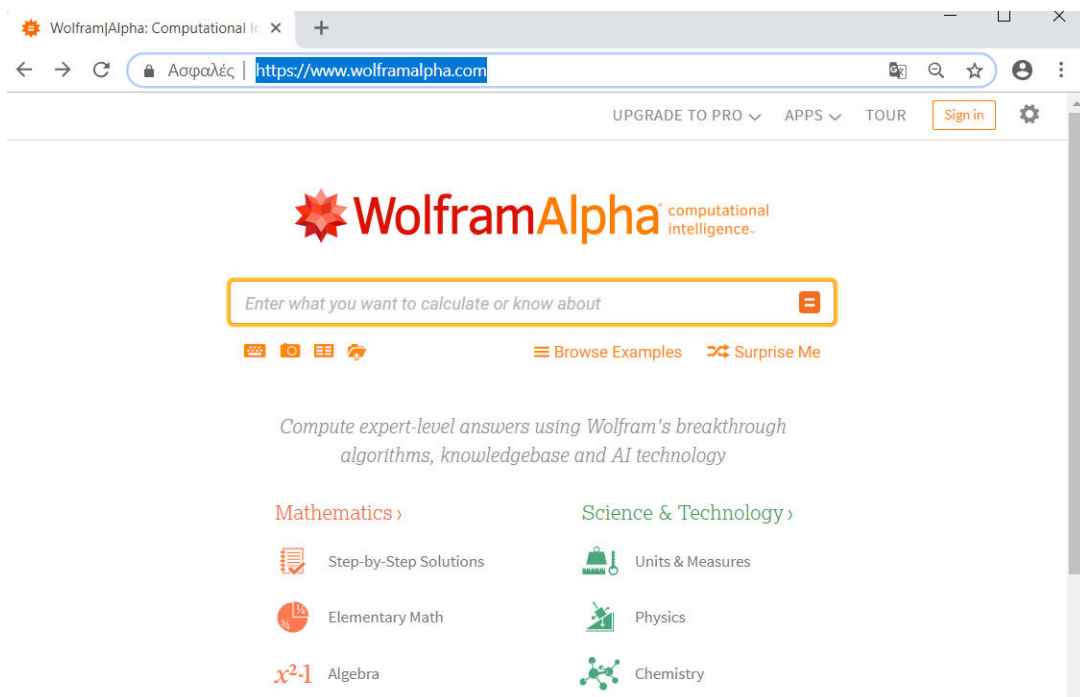 Wolfram|Alpha: Computational In
Ασφαλές | https://www.wolframalpha.com
UPGRADE TO PRO APPS TOUR Sign in
WolframAlpha computational intelligence.
Enter what you want to calculate or know about
Browse Examples Surprise Me
Compute expert-level answers using Wolfram's breakthrough
algorithms, knowledgebase and AI technology
Mathematics ›
Science & Technology ›
Step-by-Step Solutions
Units & Measures
Elementary Math
Physics
x²-1 Algebra
Chemistry